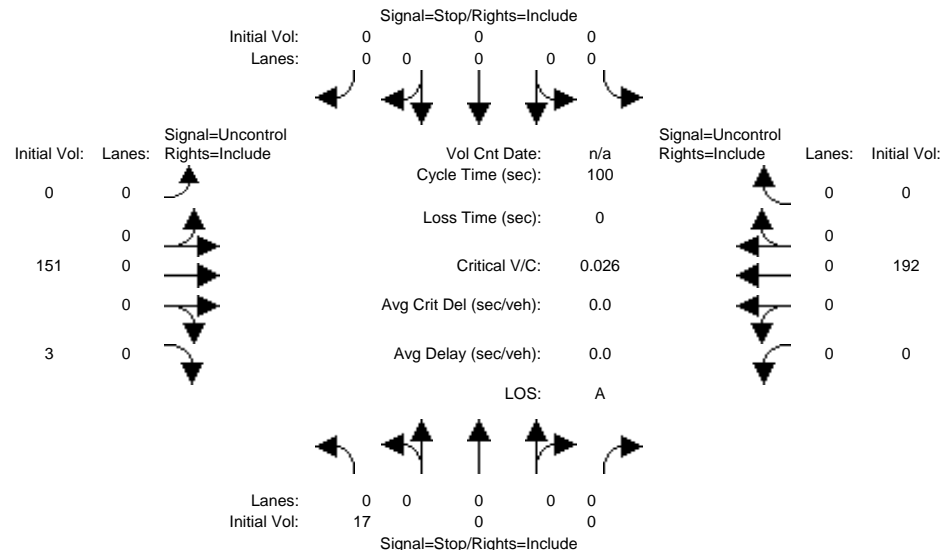 Signal=Stop/Rights=Include
Initial Vol: 0 0 0
Lanes: 0 0 0 0 0
Signal=Uncontrol Signal=Uncontrol
Initial Vol: Lanes: Rights=Include Vol Cnt Date: n/a Rights=Include Lanes: Initial Vol:
Cycle Time (sec): 100
0 0 0 0
Loss Time (sec): 0
0 0
151 0 Critical V/C: 0.026 0 192
0 Avg Crit Del (sec/veh): 0.0 0
3 0 Avg Delay (sec/veh): 0.0 0 0
LOS: A
Lanes: 0 0 0 0 0
Initial Vol: 17 0 0
Signal=Stop/Rights=Include